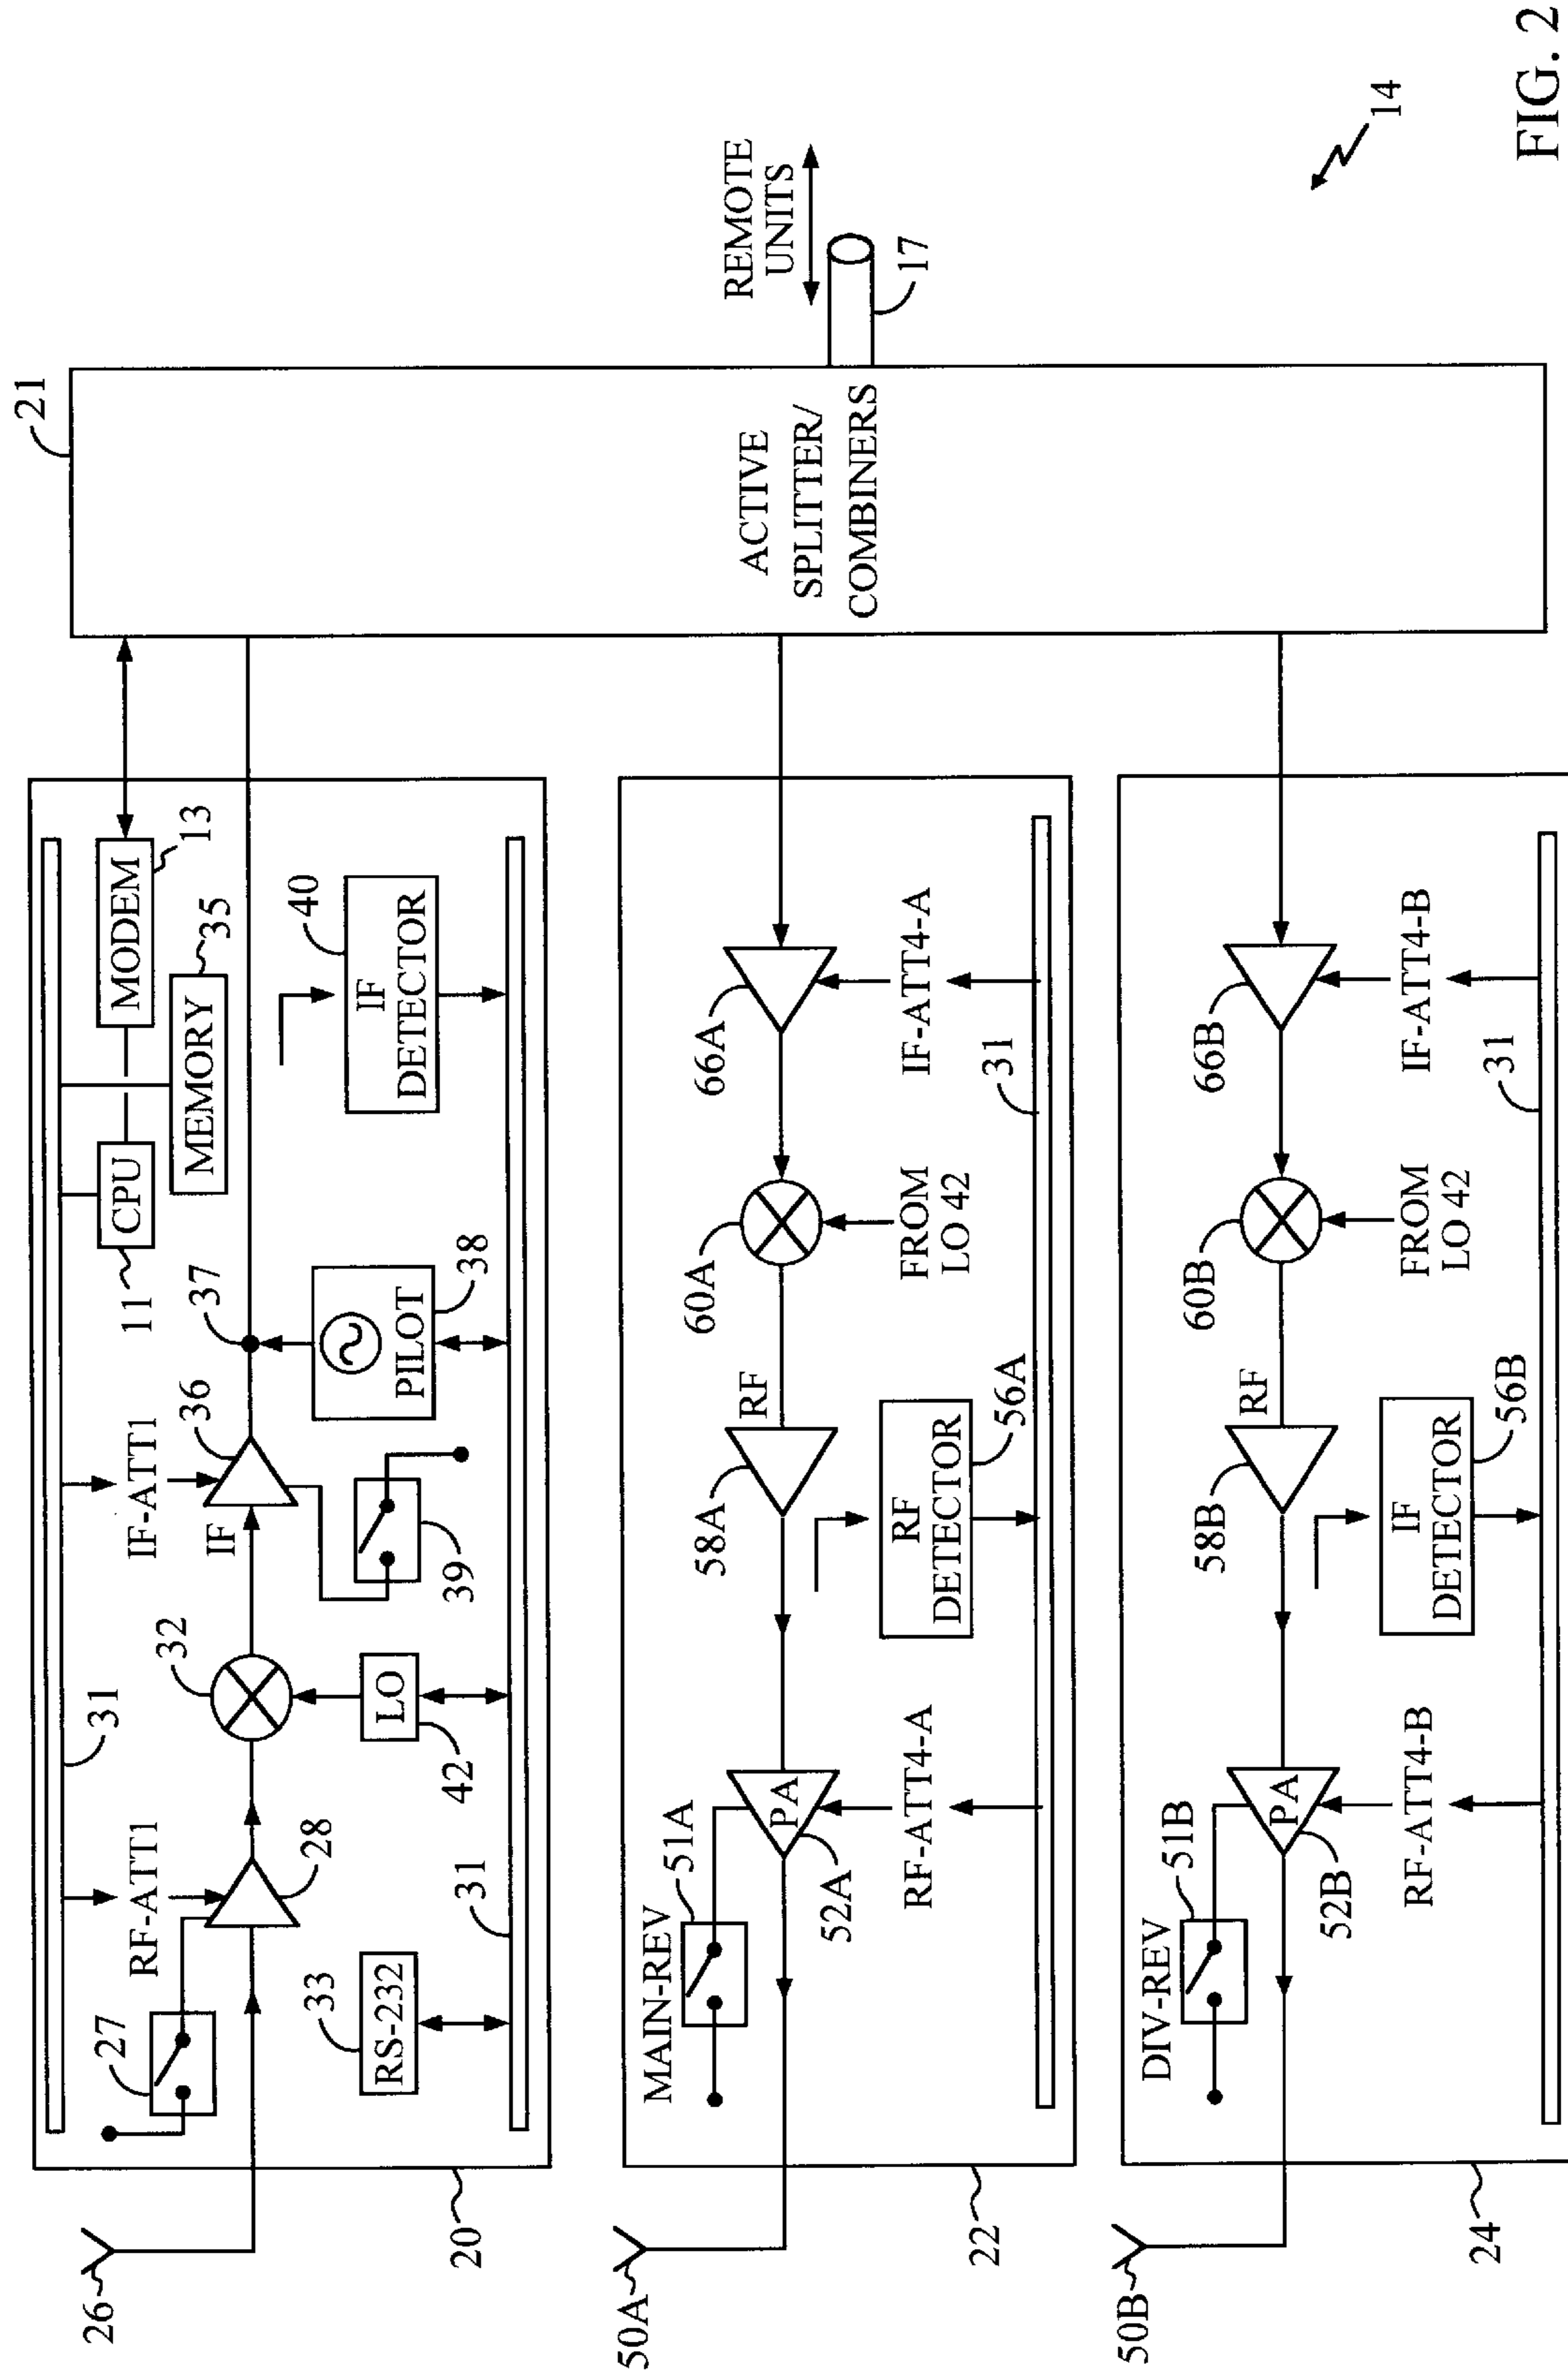 21
31
CPU
11
MODEM
13
MEMORY
35
27
RF-ATT1
28
32
IF-ATT1
IF
36
37
39
LO
42
PILOT
38
IF
DETECTOR
40
RS-232
33
31
26
20
ACTIVE
SPLITTER/
COMBINERS
REMOTE
UNITS
17
MAIN-REV
51A
PA
52A
RF-ATT4-A
58A
RF
RF
DETECTOR
56A
60A
FROM
LO 42
66A
IF-ATT4-A
31
50A
22
DIV-REV
51B
PA
52B
RF-ATT4-B
58B
RF
IF
DETECTOR
56B
60B
FROM
LO 42
66B
IF-ATT4-B
31
50B
24
14
FIG. 2